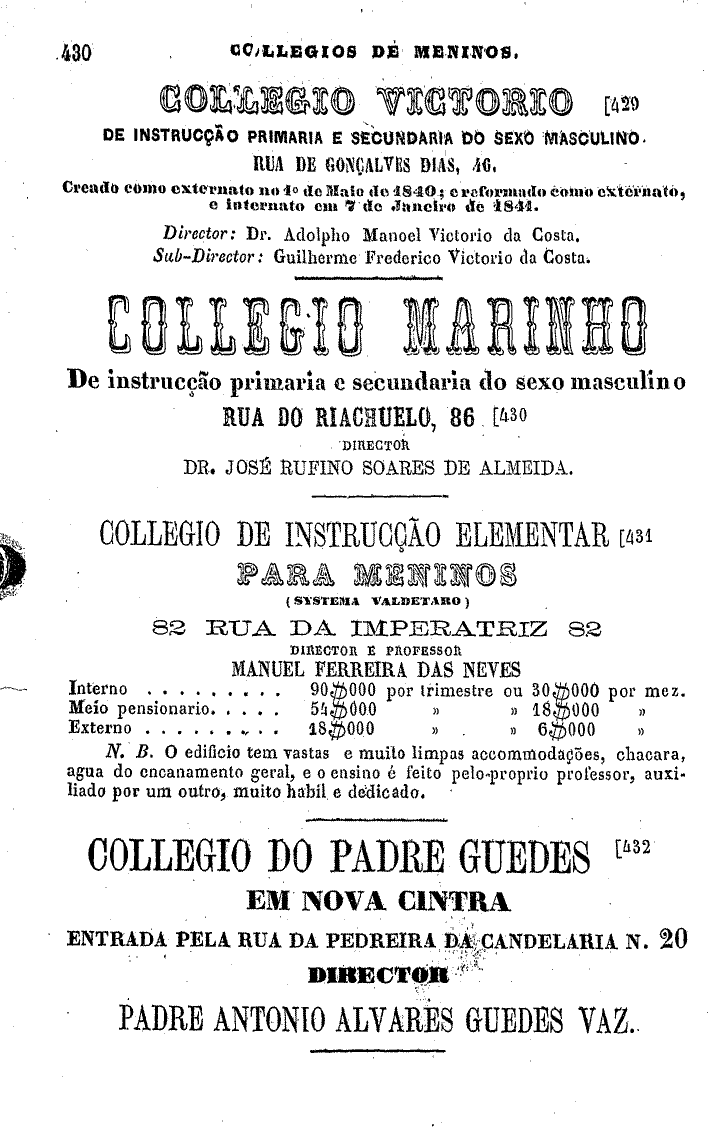 430 COLLEGIOS DE MENINOS.
COLLEGIO VICTORIO [429
DE INSTRUCÇÃO PRIMARIA E SECUNDARIA DO SEXO MASCULINO.
RUA DE GONÇALVES DIAS, 46.
Creado como externato no 1º de Maio de 1840; e reformado como externato,
e internato em 7 de Janeiro de 1841.
Director: Dr. Adolpho Manoel Victorio da Costa.
Sub-Director: Guilherme Frederico Victorio da Costa.
COLLEGIO MARINHO
De instrucção primaria e secundaria do sexo masculino
RUA DO RIACHUELO, 86 [430
DIRECTOR
DR. JOSÉ RUFINO SOARES DE ALMEIDA.
COLLEGIO DE INSTRUCÇÃO ELEMENTAR [431
PARA MENINOS
(SYSTEMA VALDETARO)
82 RUA DA IMPERATRIZ 82
DIRECTOR E PROFESSOR
MANUEL FERREIRA DAS NEVES
Interno . . . . . . . . . 90$000 por trimestre ou 30$000 por mez.
Meio pensionario. . . . . 54$000 » » 18$000 »
Externo . . . . . . . . . 18$000 » » 6$000 »
N. B. O edificio tem vastas e muito limpas accommodações, chacara,
agua do encanamento geral, e o ensino é feito pelo proprio professor, auxi-
liado por um outro, muito habil e dedicado.
COLLEGIO DO PADRE GUEDES [432
EM NOVA CINTRA
ENTRADA PELA RUA DA PEDREIRA DA CANDELARIA N. 20
DIRECTOR
PADRE ANTONIO ALVARES GUEDES VAZ.